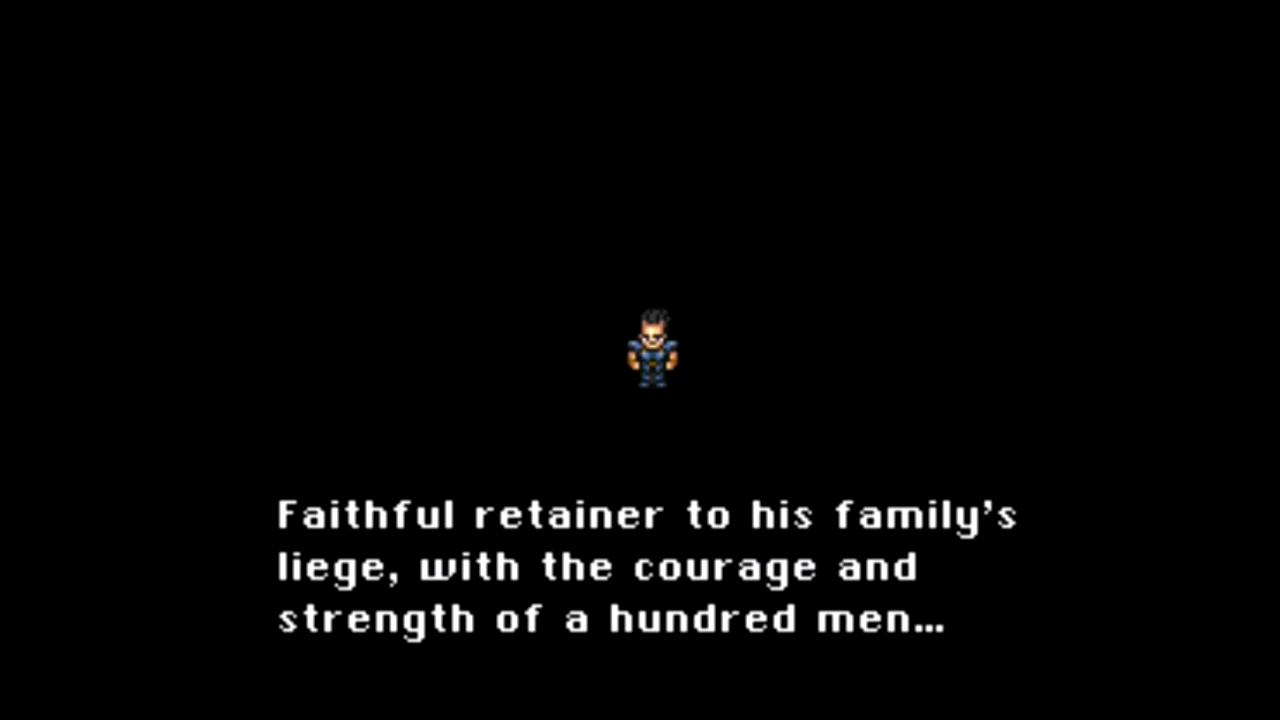 Faithful retainer to his family's
liege, with the courage and
strength of a hundred men...